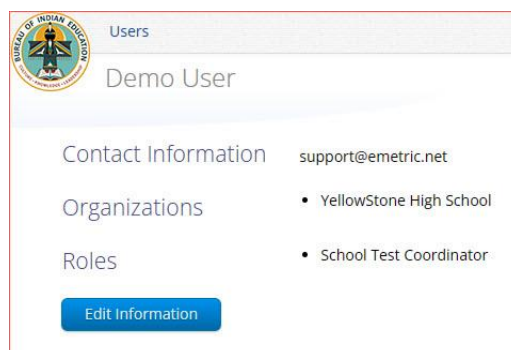 BUREAU OF INDIAN EDUCATION
Users
Demo User
Contact Information support@emetric.net
Organizations • YellowStone High School
Roles • School Test Coordinator
Edit Information